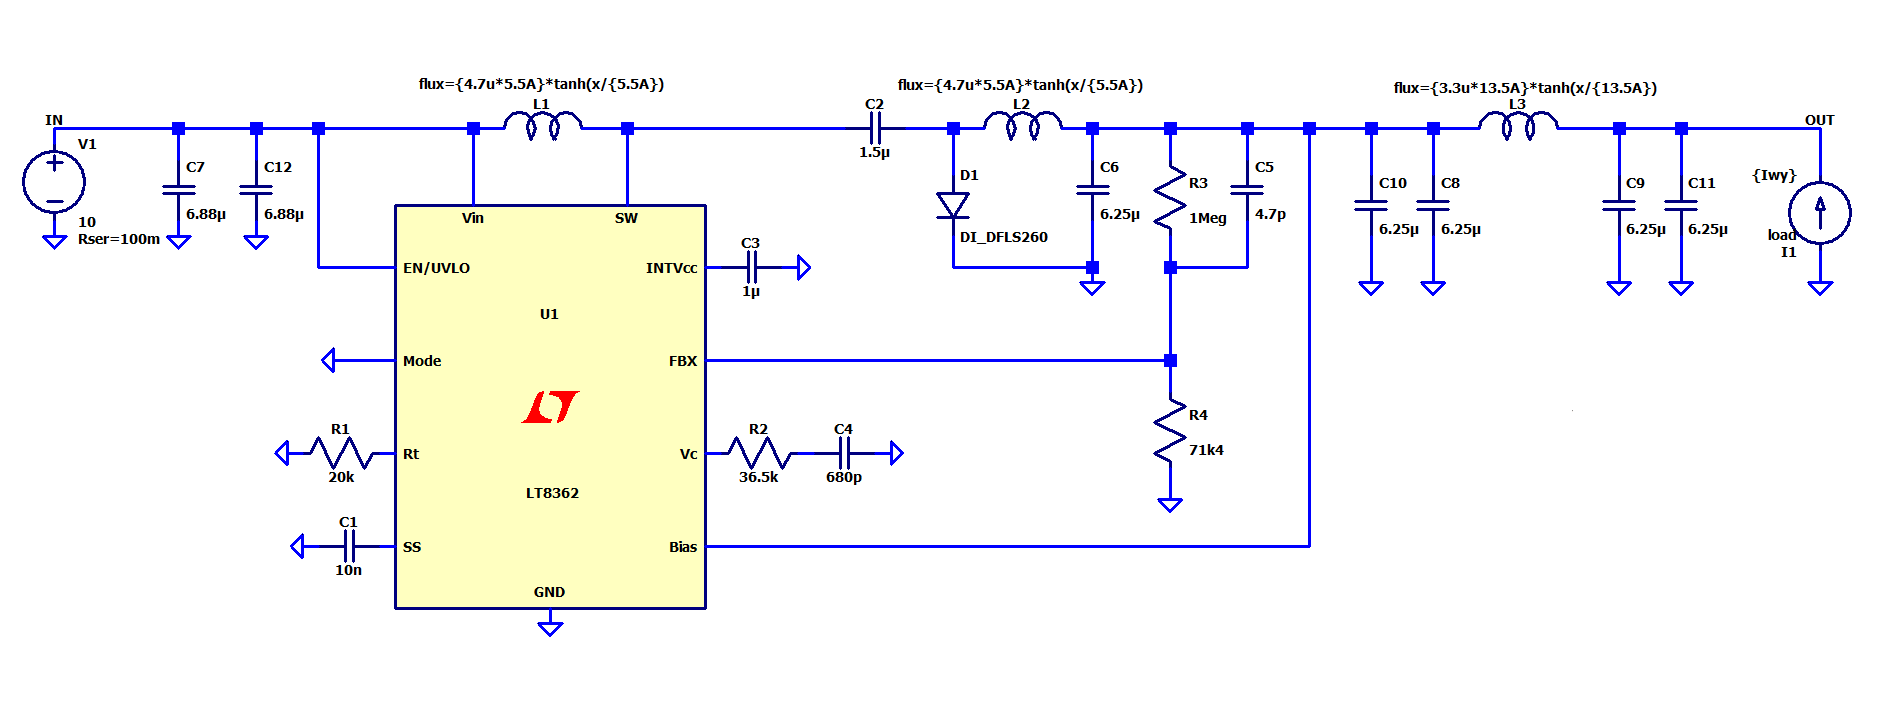 flux={4.7u*5.5A}*tanh(x/{5.5A})
L1
flux={4.7u*5.5A}*tanh(x/{5.5A})
L2
flux={3.3u*13.5A}*tanh(x/{13.5A})
L3
IN
C2
1.5µ
OUT
V1
10
Rser=100m
C7
6.88µ
C12
6.88µ
D1
DI_DFLS260
C6
6.25µ
R3
1Meg
C5
4.7p
C10
6.25µ
C8
6.25µ
C9
6.25µ
C11
6.25µ
{Iwy}
load
I1
Vin
SW
EN/UVLO
INTVcc
C3
1µ
U1
Mode
FBX
R1
20k
Rt
Vc
R2
36.5k
C4
680p
R4
71k4
LT8362
C1
10n
SS
Bias
GND